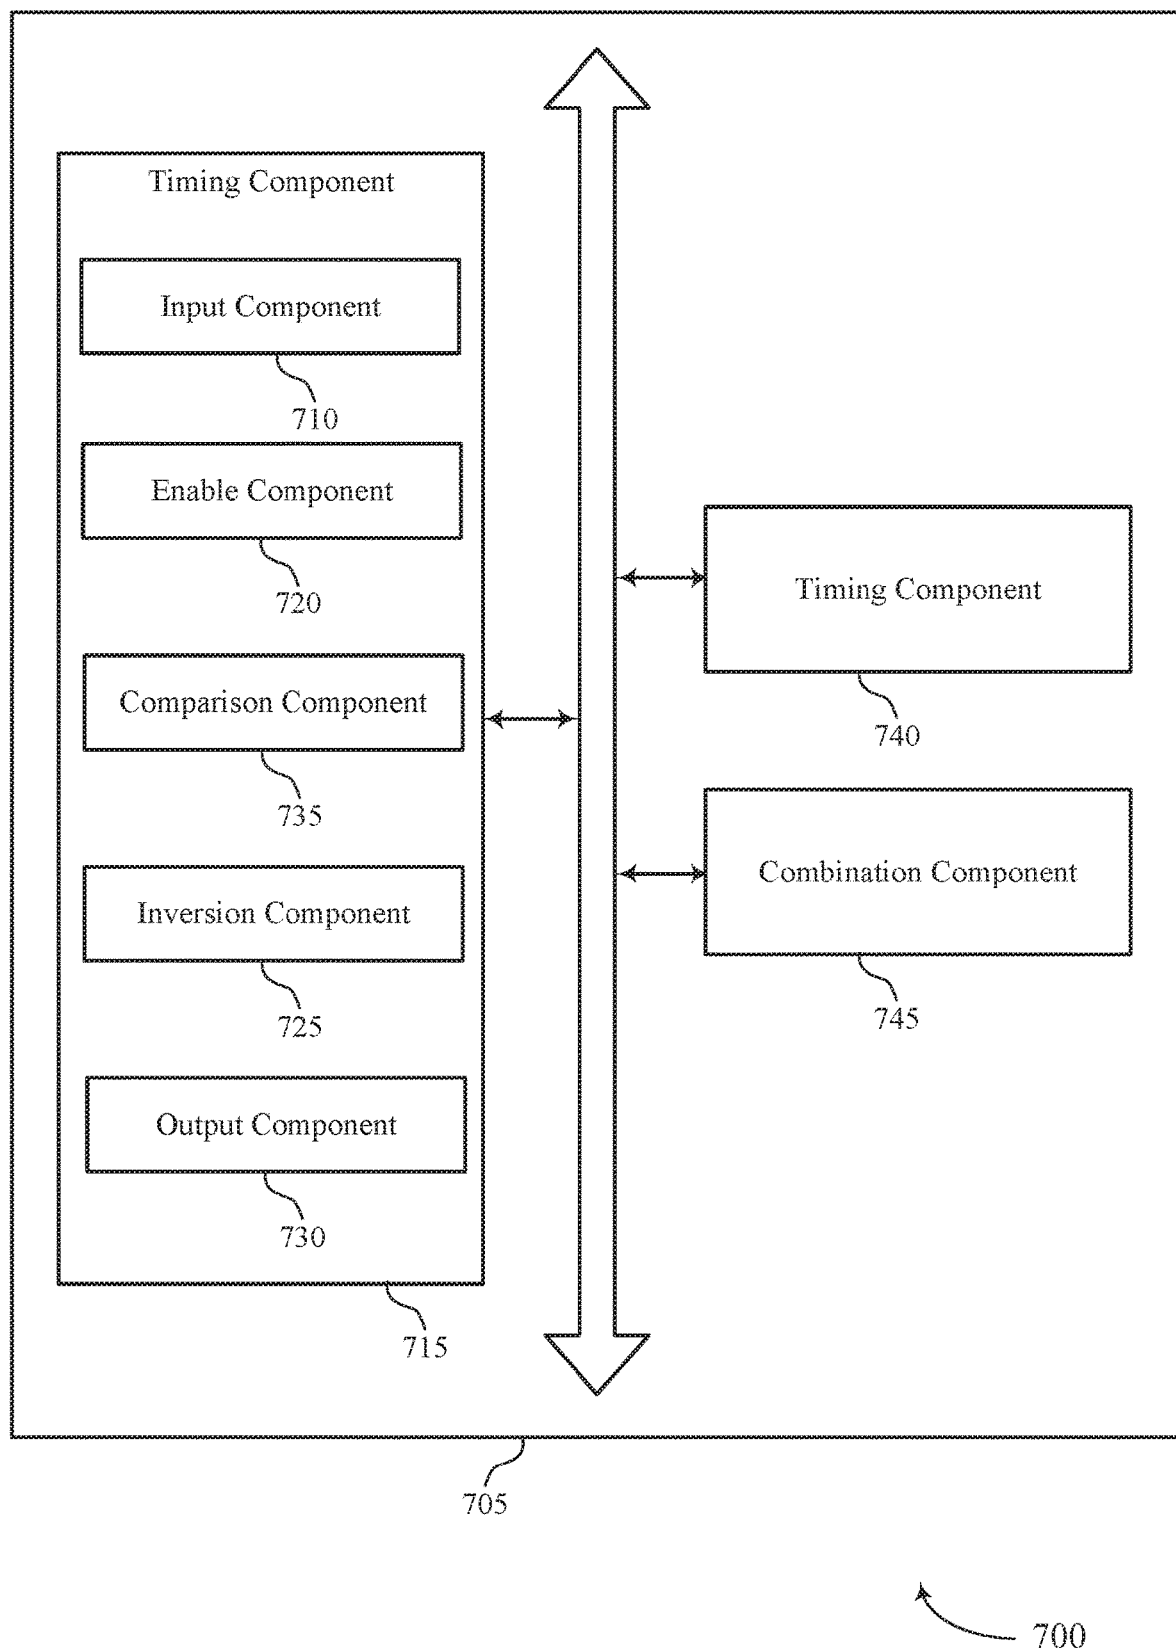 Timing Component
Input Component
710
Enable Component
720
Comparison Component
735
Inversion Component
725
Output Component
730
715
Timing Component
740
Combination Component
745
705
700